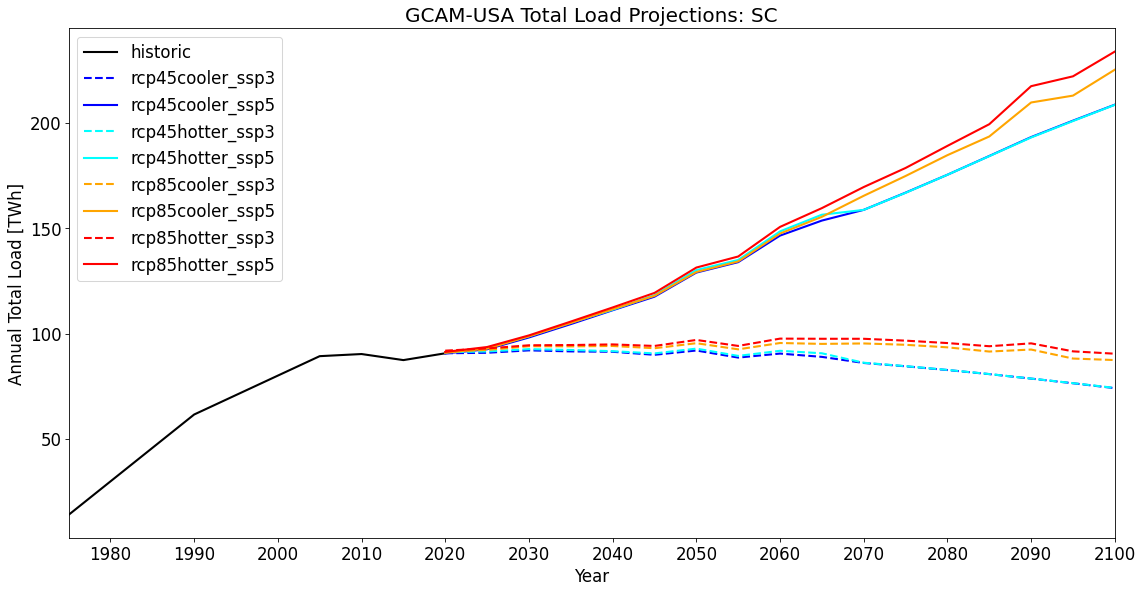 GCAM-USA Total Load Projections: SC
historic
rcp45cooler_ssp3
rcp45cooler_ssp5
rcp45hotter_ssp3
rcp45hotter_ssp5
rcp85cooler_ssp3
rcp85cooler_ssp5
rcp85hotter_ssp3
rcp85hotter_ssp5
Annual Total Load [TWh]
200
150
100
50
1980 1990 2000 2010 2020 2030 2040 2050 2060 2070 2080 2090 2100
Year